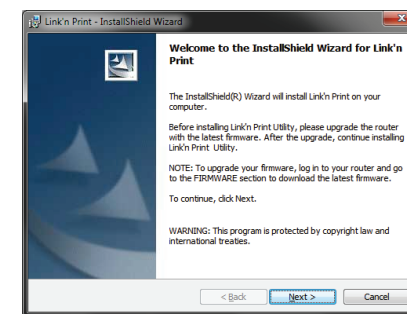 Link'n Print - InstallShield Wizard
Welcome to the InstallShield Wizard for Link'n
Print
The InstallShield(R) Wizard will install Link'n Print on your
computer.
Before installing Link'n Print Utility, please upgrade the router
with the latest firmware. After the upgrade, continue installing
Link'n Print  Utility.
NOTE: To upgrade your firmware, log in to your router and go
to the FIRMWARE section to download the latest firmware.
To continue, click Next.
WARNING: This program is protected by copyright law and
international treaties.
< Back Next > Cancel